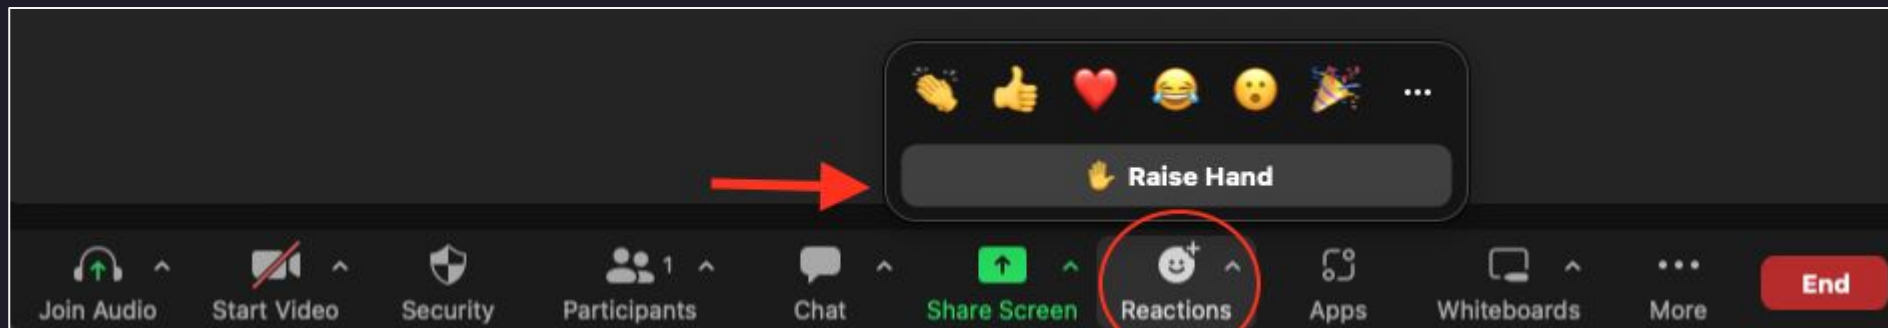 Raise Hand
1
Join Audio Start Video Security Participants Chat Share Screen Reactions Apps Whiteboards More End